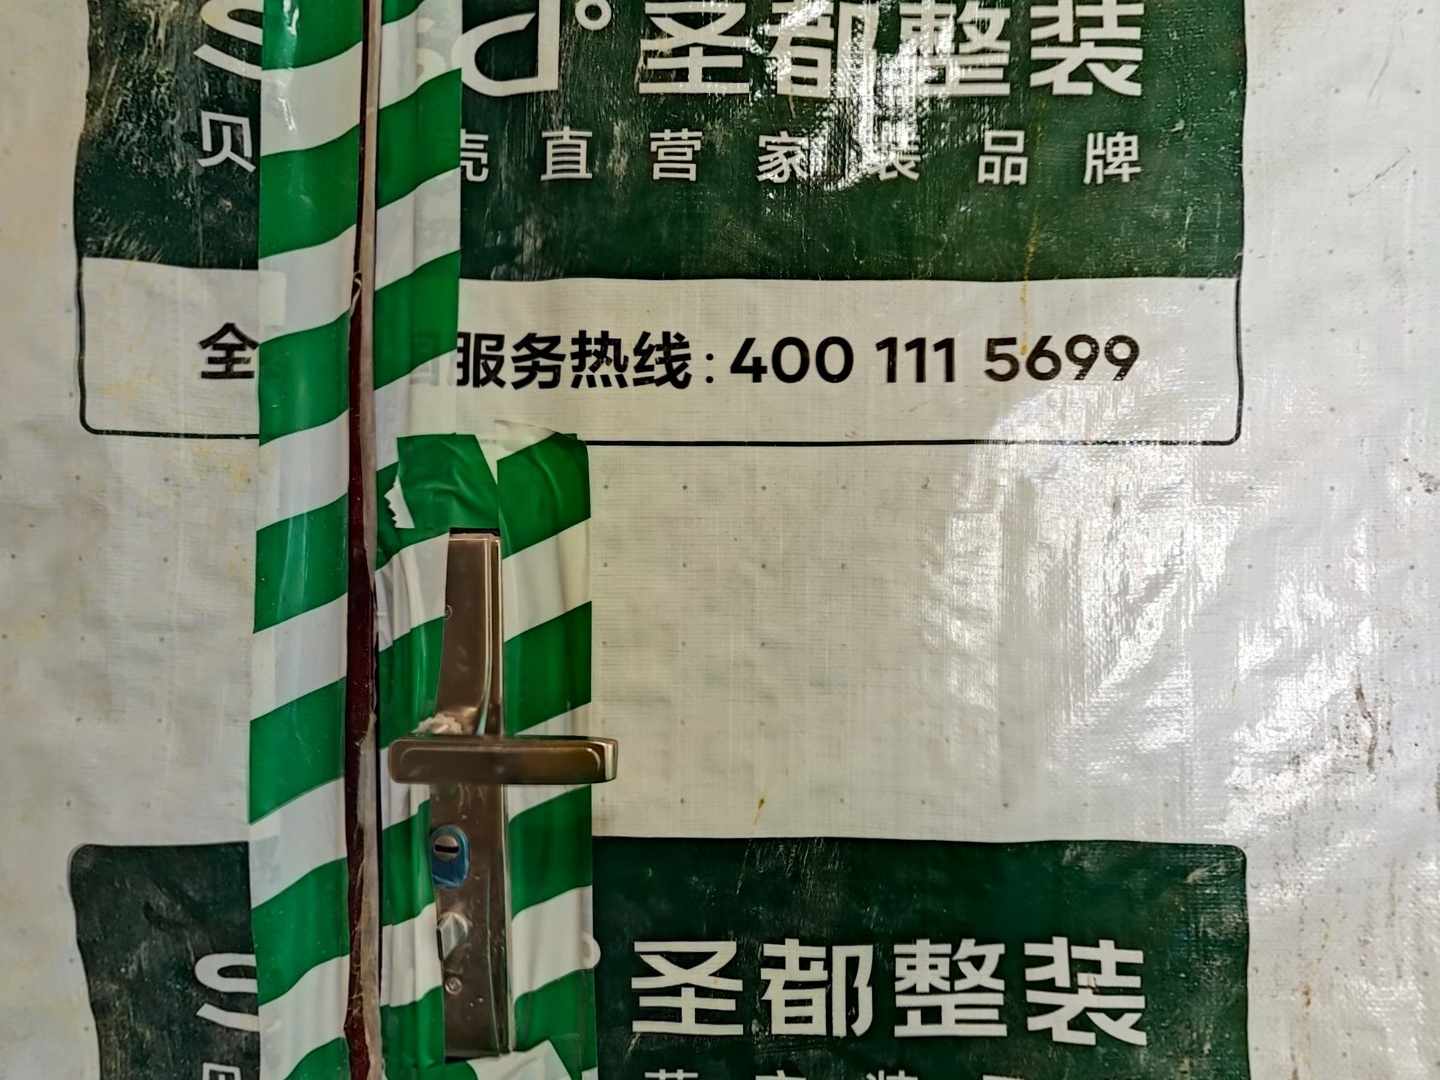 S sd° 圣都整装
贝壳直营家装品牌
全 国服务热线:400 111 5699
S ° 圣都整装